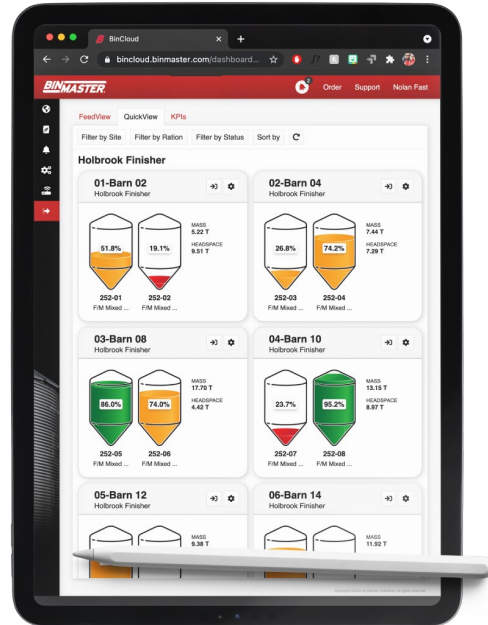 BinCloud
bincloud.binmaster.com/dashboard...
BINMASTER
2
Order Support Nolan Fast
FeedView QuickView KPIs
Filter by Site Filter by Ration Filter by Status Sort by
Holbrook Finisher
01-Barn 02
Holbrook Finisher
51.8% 19.1%
MASS
5.22 T
HEADSPACE
9.51 T
252-01 252-02
F/M Mixed ... F/M Mixed ...
02-Barn 04
Holbrook Finisher
26.8% 74.2%
MASS
7.44 T
HEADSPACE
7.29 T
252-03 252-04
F/M Mixed ... F/M Mixed ...
03-Barn 08
Holbrook Finisher
86.0% 74.0%
MASS
17.70 T
HEADSPACE
4.42 T
252-05 252-06
F/M Mixed ... F/M Mixed ...
04-Barn 10
Holbrook Finisher
23.7% 95.2%
MASS
13.15 T
HEADSPACE
8.97 T
252-07 252-08
F/M Mixed ... F/M Mixed ...
05-Barn 12
Holbrook Finisher
MASS
9.38 T
06-Barn 14
Holbrook Finisher
MASS
11.92 T